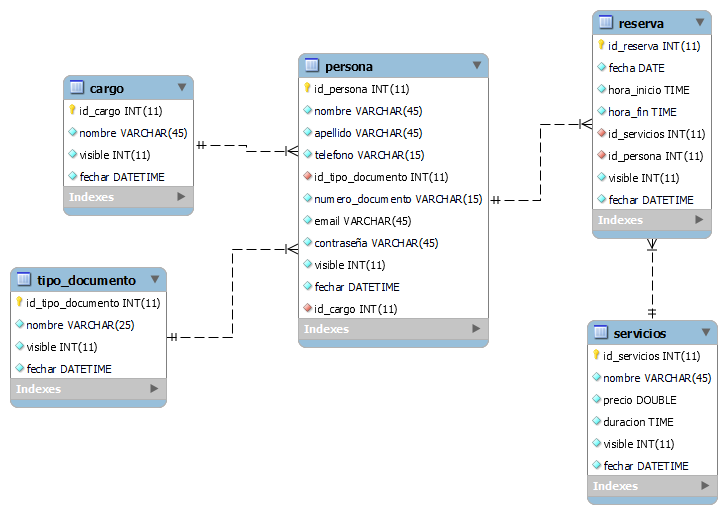 cargo
id_cargo INT(11)
nombre VARCHAR(45)
visible INT(11)
fechar DATETIME
Indexes
tipo_documento
id_tipo_documento INT(11)
nombre VARCHAR(25)
visible INT(11)
fechar DATETIME
Indexes
persona
id_persona INT(11)
nombre VARCHAR(45)
apellido VARCHAR(45)
telefono VARCHAR(15)
id_tipo_documento INT(11)
numero_documento VARCHAR(15)
email VARCHAR(45)
contraseña VARCHAR(45)
visible INT(11)
fechar DATETIME
id_cargo INT(11)
Indexes
reserva
id_reserva INT(11)
fecha DATE
hora_inicio TIME
hora_fin TIME
id_servicios INT(11)
id_persona INT(11)
visible INT(11)
fechar DATETIME
Indexes
servicios
id_servicios INT(11)
nombre VARCHAR(45)
precio DOUBLE
duracion TIME
visible INT(11)
fechar DATETIME
Indexes